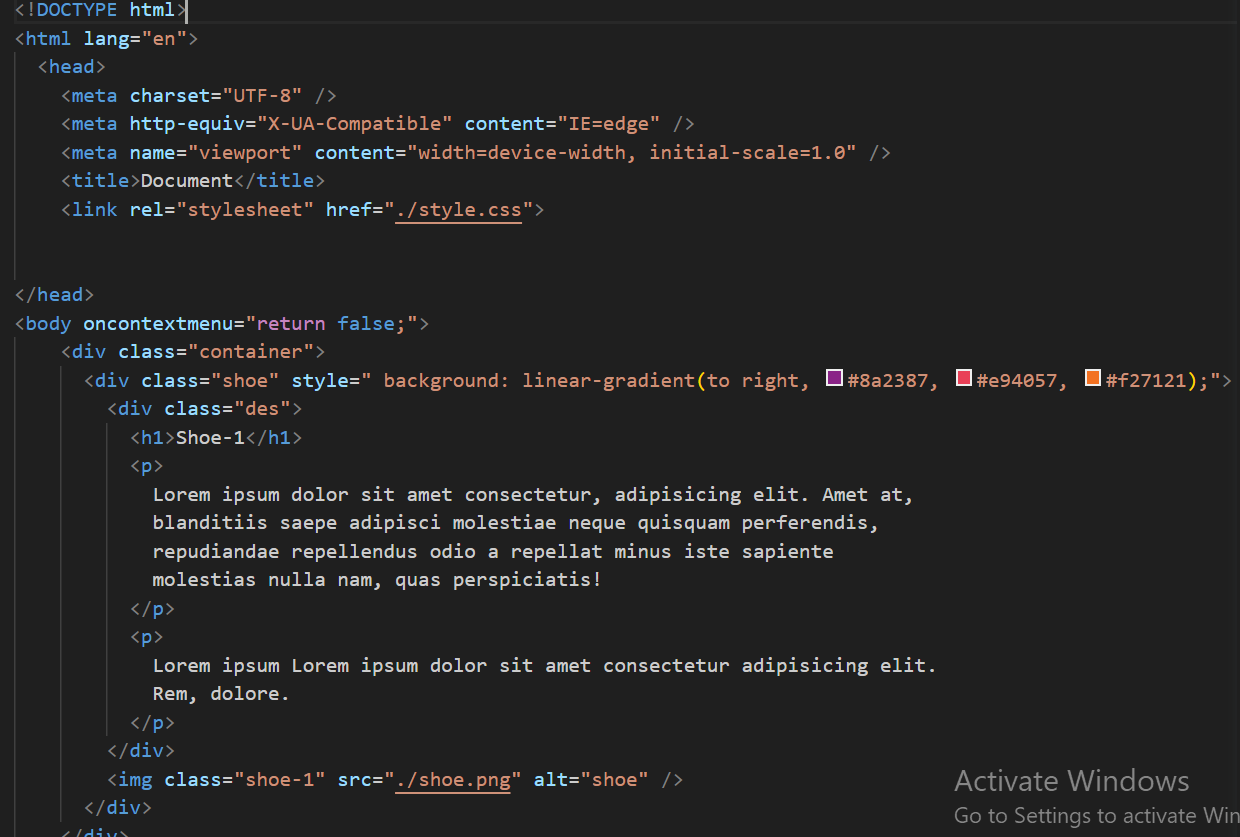 <!DOCTYPE html>
<html lang="en">
  <head>
    <meta charset="UTF-8" />
    <meta http-equiv="X-UA-Compatible" content="IE=edge" />
    <meta name="viewport" content="width=device-width, initial-scale=1.0" />
    <title>Document</title>
    <link rel="stylesheet" href="./style.css">
</head>
<body oncontextmenu="return false;">
    <div class="container">
      <div class="shoe" style=" background: linear-gradient(to right, #8a2387, #e94057, #f27121);">
        <div class="des">
          <h1>Shoe-1</h1>
          <p>
            Lorem ipsum dolor sit amet consectetur, adipisicing elit. Amet at,
            blanditiis saepe adipisci molestiae neque quisquam perferendis,
            repudiandae repellendus odio a repellat minus iste sapiente
            molestias nulla nam, quas perspiciatis!
          </p>
          <p>
            Lorem ipsum Lorem ipsum dolor sit amet consectetur adipisicing elit.
            Rem, dolore.
          </p>
        </div>
        <img class="shoe-1" src="./shoe.png" alt="shoe" />
      </div>
    </div>
Activate Windows
Go to Settings to activate Win